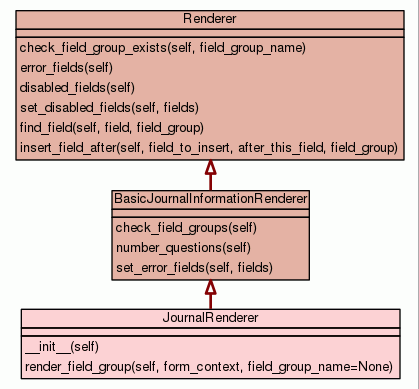 Renderer
check_field_group_exists(self, field_group_name)
error_fields(self)
disabled_fields(self)
set_disabled_fields(self, fields)
find_field(self, field, field_group)
insert_field_after(self, field_to_insert, after_this_field, field_group)
BasicJournalInformationRenderer
check_field_groups(self)
number_questions(self)
set_error_fields(self, fields)
JournalRenderer
__init__(self)
render_field_group(self, form_context, field_group_name=None)